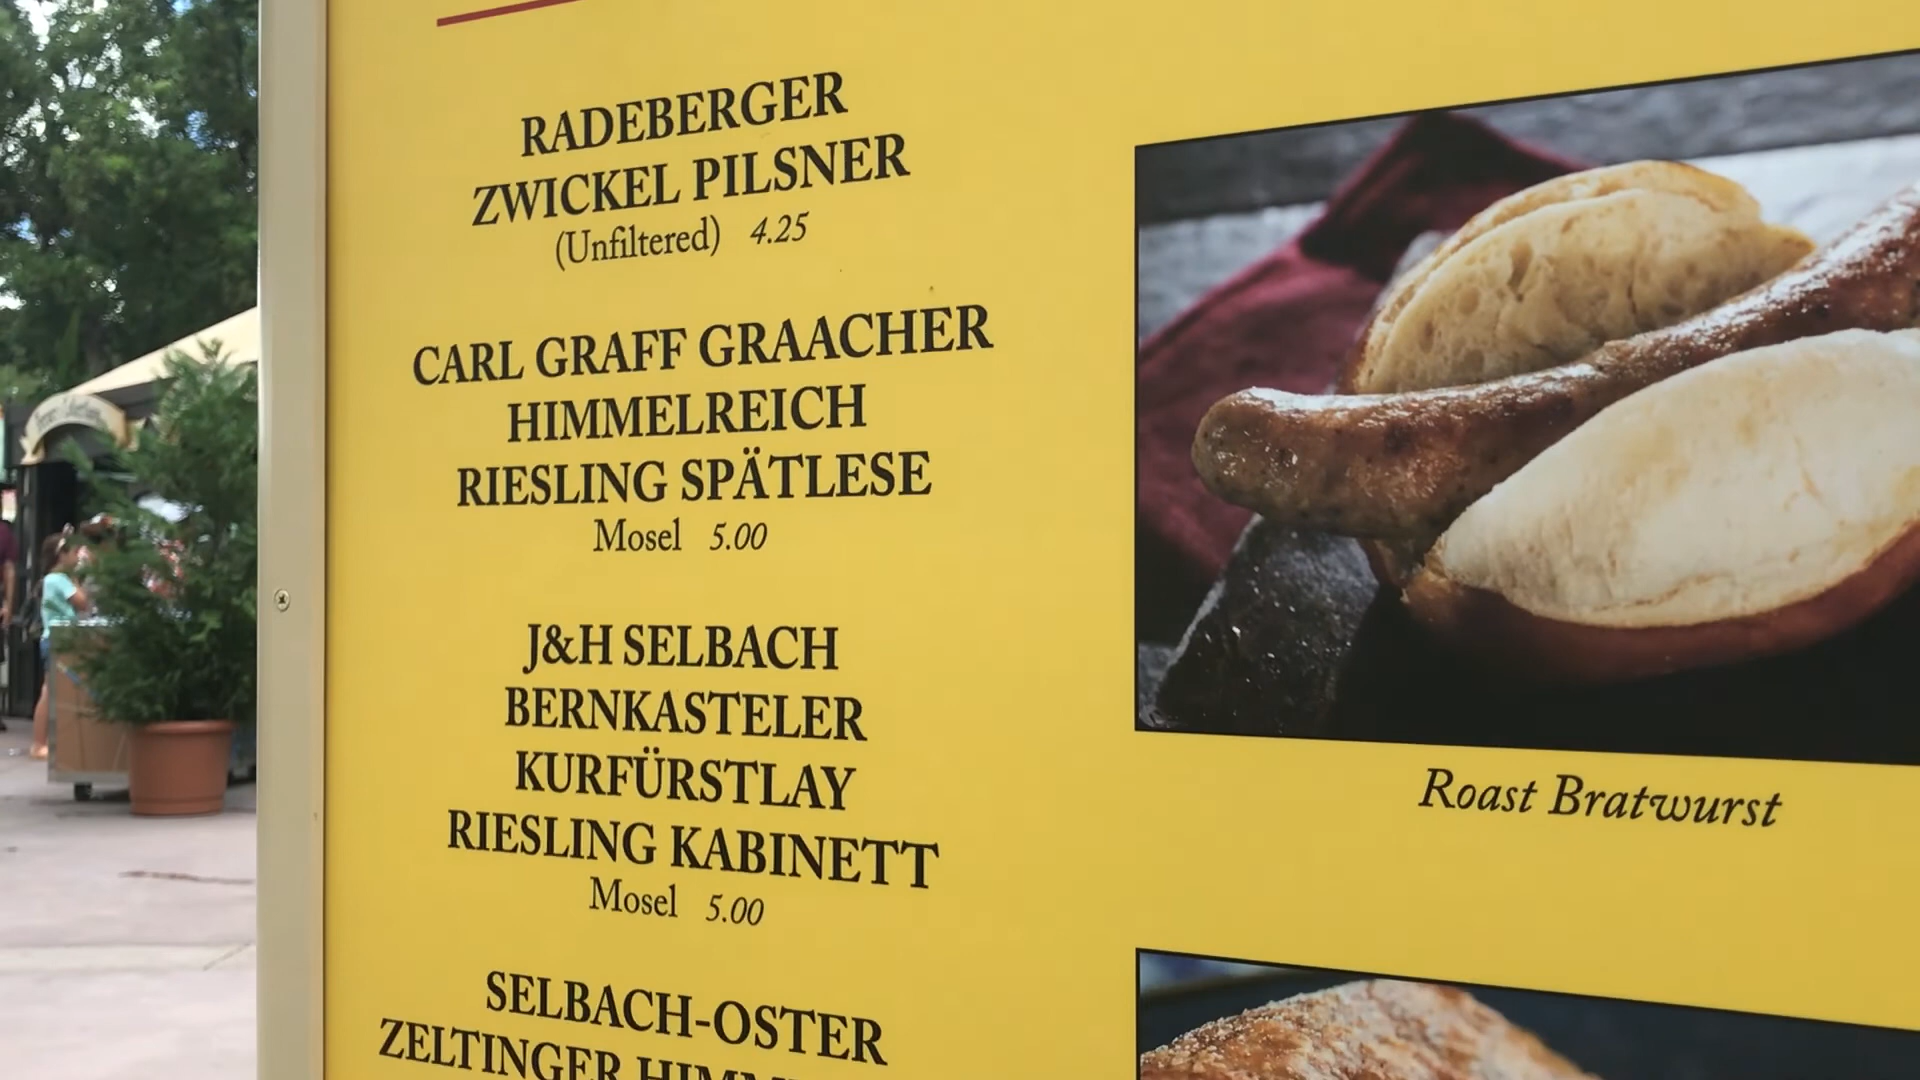 RADEBERGER
ZWICKEL PILSNER
(Unfiltered) 4.25
CARL GRAFF GRAACHER
HIMMELREICH
RIESLING SPÄTLESE
Mosel 5.00
J&H SELBACH
BERNKASTELER
KURFÜRSTLAY
RIESLING KABINETT
Mosel 5.00
SELBACH-OSTER
ZELTINGER
Roast Bratwurst